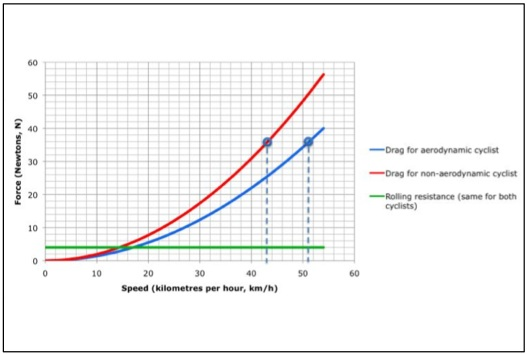 60
50
40
30
20
10
0
Force (Newtons, N)
0 10 20 30 40 50 60
Speed (kilometres per hour, km/h)
Drag for aerodynamic cyclist
Drag for non-aerodynamic cyclist
Rolling resistance (same for both
cyclists)